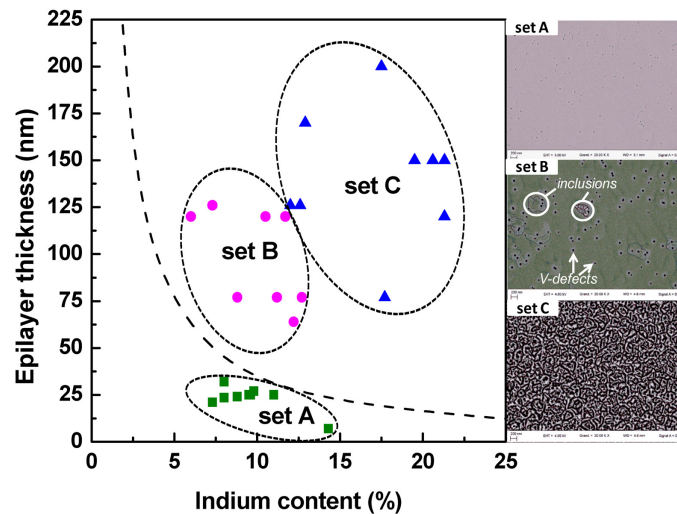 Epilayer thickness (nm)
225
200
175
150
125
100
75
50
25
0
0 5 10 15 20 25
Indium content (%)
set C
set B
set A
set A
set B
inclusions
V-defects
set C